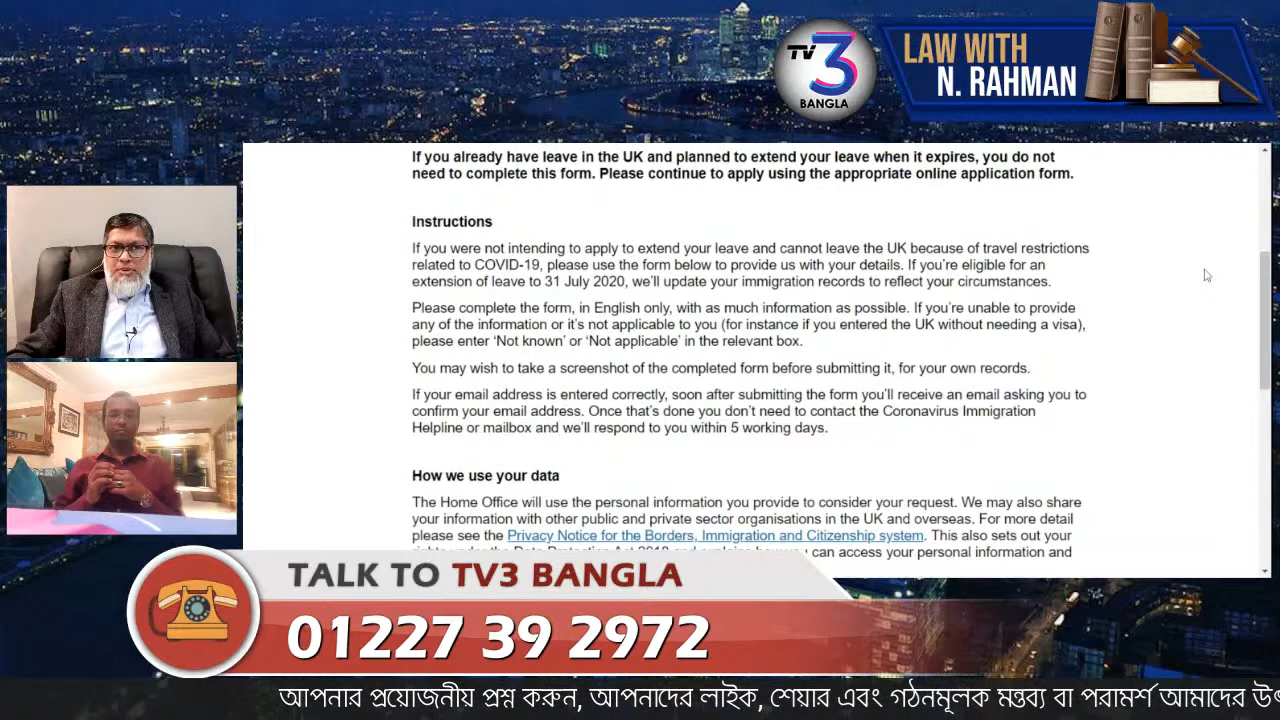 TV3
BANGLA
LAW WITH
N. RAHMAN
If you already have leave in the UK and planned to extend your leave when it expires, you do not
need to complete this form. Please continue to apply using the appropriate online application form.
Instructions
If you were not intending to apply to extend your leave and cannot leave the UK because of travel restrictions
related to COVID-19, please use the form below to provide us with your details. If you’re eligible for an
extension of leave to 31 July 2020, we’ll update your immigration records to reflect your circumstances.
Please complete the form, in English only, with as much information as possible. If you’re unable to provide
any of the information or it’s not applicable to you (for instance if you entered the UK without needing a visa),
please enter ‘Not known’ or ‘Not applicable’ in the relevant box.
You may wish to take a screenshot of the completed form before submitting it, for your own records.
If your email address is entered correctly, soon after submitting the form you’ll receive an email asking you to
confirm your email address. Once that’s done you don’t need to contact the Coronavirus Immigration
Helpline or mailbox and we’ll respond to you within 5 working days.
How we use your data
The Home Office will use the personal information you provide to consider your request. We may also share
your information with other public and private sector organisations in the UK and overseas. For more detail
please see the Privacy Notice for the Borders, Immigration and Citizenship system. This also sets out your
can access your personal information and
TALK TO TV3 BANGLA
01227 39 2972
আপনার প্রয়োজনীয় প্রশ্ন করুন, আপনাদের লাইক, শেয়ার এবং গঠনমূলক মন্তব্য বা পরামর্শ আমাদের